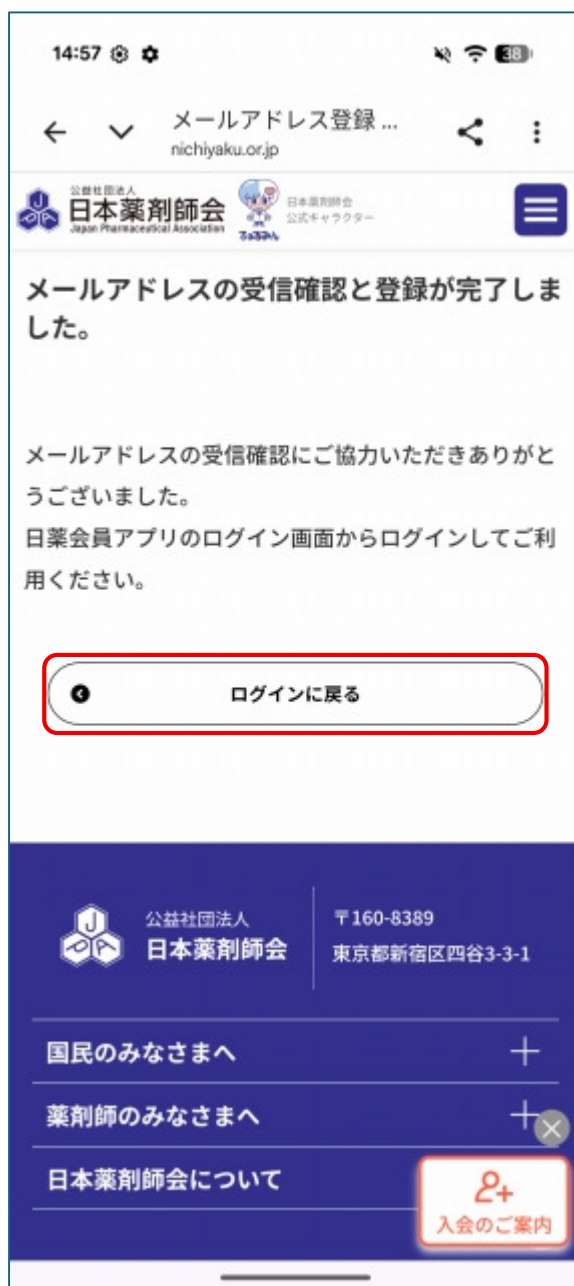 14:57
38
メールアドレス登録 ...
nichiyaku.or.jp
公益社団法人
日本薬剤師会
Japan Pharmaceutical Association
日本薬剤師会
公式キャラクター
メールアドレスの受信確認と登録が完了しま
した。
メールアドレスの受信確認にご協力いただきありがと
うございました。
日薬会員アプリのログイン画面からログインしてご利
用ください。
ログインに戻る
JPA
公益社団法人
日本薬剤師会
〒160-8389
東京都新宿区四谷3-3-1
国民のみなさまへ
薬剤師のみなさまへ
日本薬剤師会について
入会のご案内